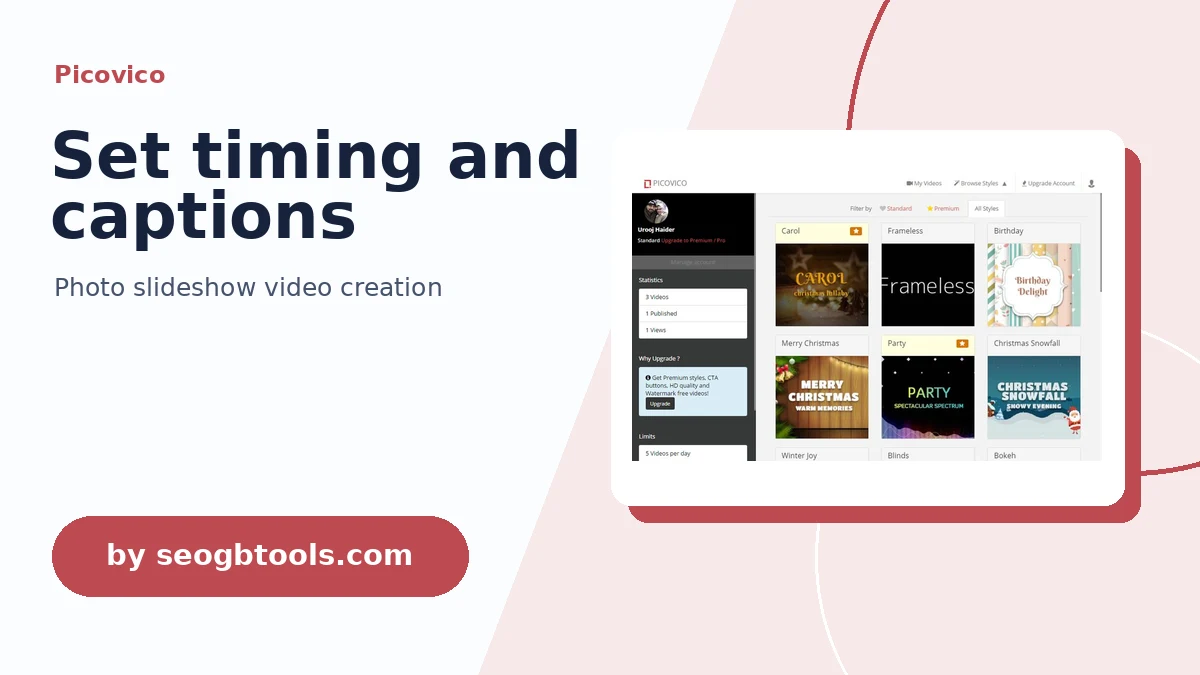 Picovico
Set timing and
captions
Photo slideshow video creation
by seogbtools.com
PICOVICO
My Videos
Browse Styles
Upgrade Account
Urooj Haider
Standard Upgrade to Premium / Pro
Filter by
Standard
Premium
All Styles
Statistics
3 Videos
1 Published
1 Views
Why Upgrade ?
Get Premium styles, CTA
buttons, HD quality and
Watermark free videos!
Upgrade
Limits
5 Videos per day
Carol
Frameless
Birthday
CAROL
christmas lullaby
Frameless
Birthday
Delight
Merry Christmas
Party
Christmas Snowfall
MERRY
CHRISTMAS
WARM MEMORIES
PARTY
SPECTACULAR SPECTRUM
CHRISTMAS
SNOWFALL
SNOWY EVENING
Winter Joy
Blinds
Bokeh